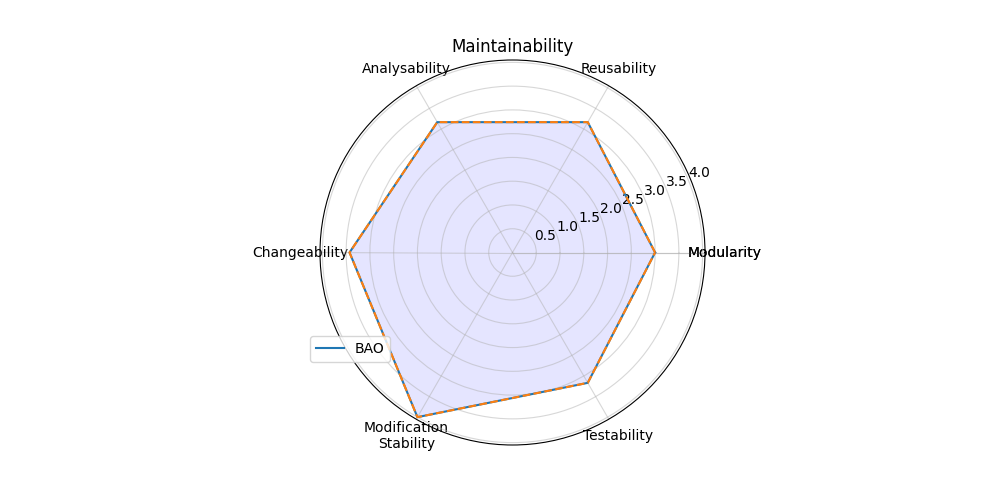 Maintainability
Analysability
Reusability
4.0
3.5
3.0
2.5
2.0
1.5
1.0
0.5
Changeability
Modularity
BAO
Modification
Stability
Testability